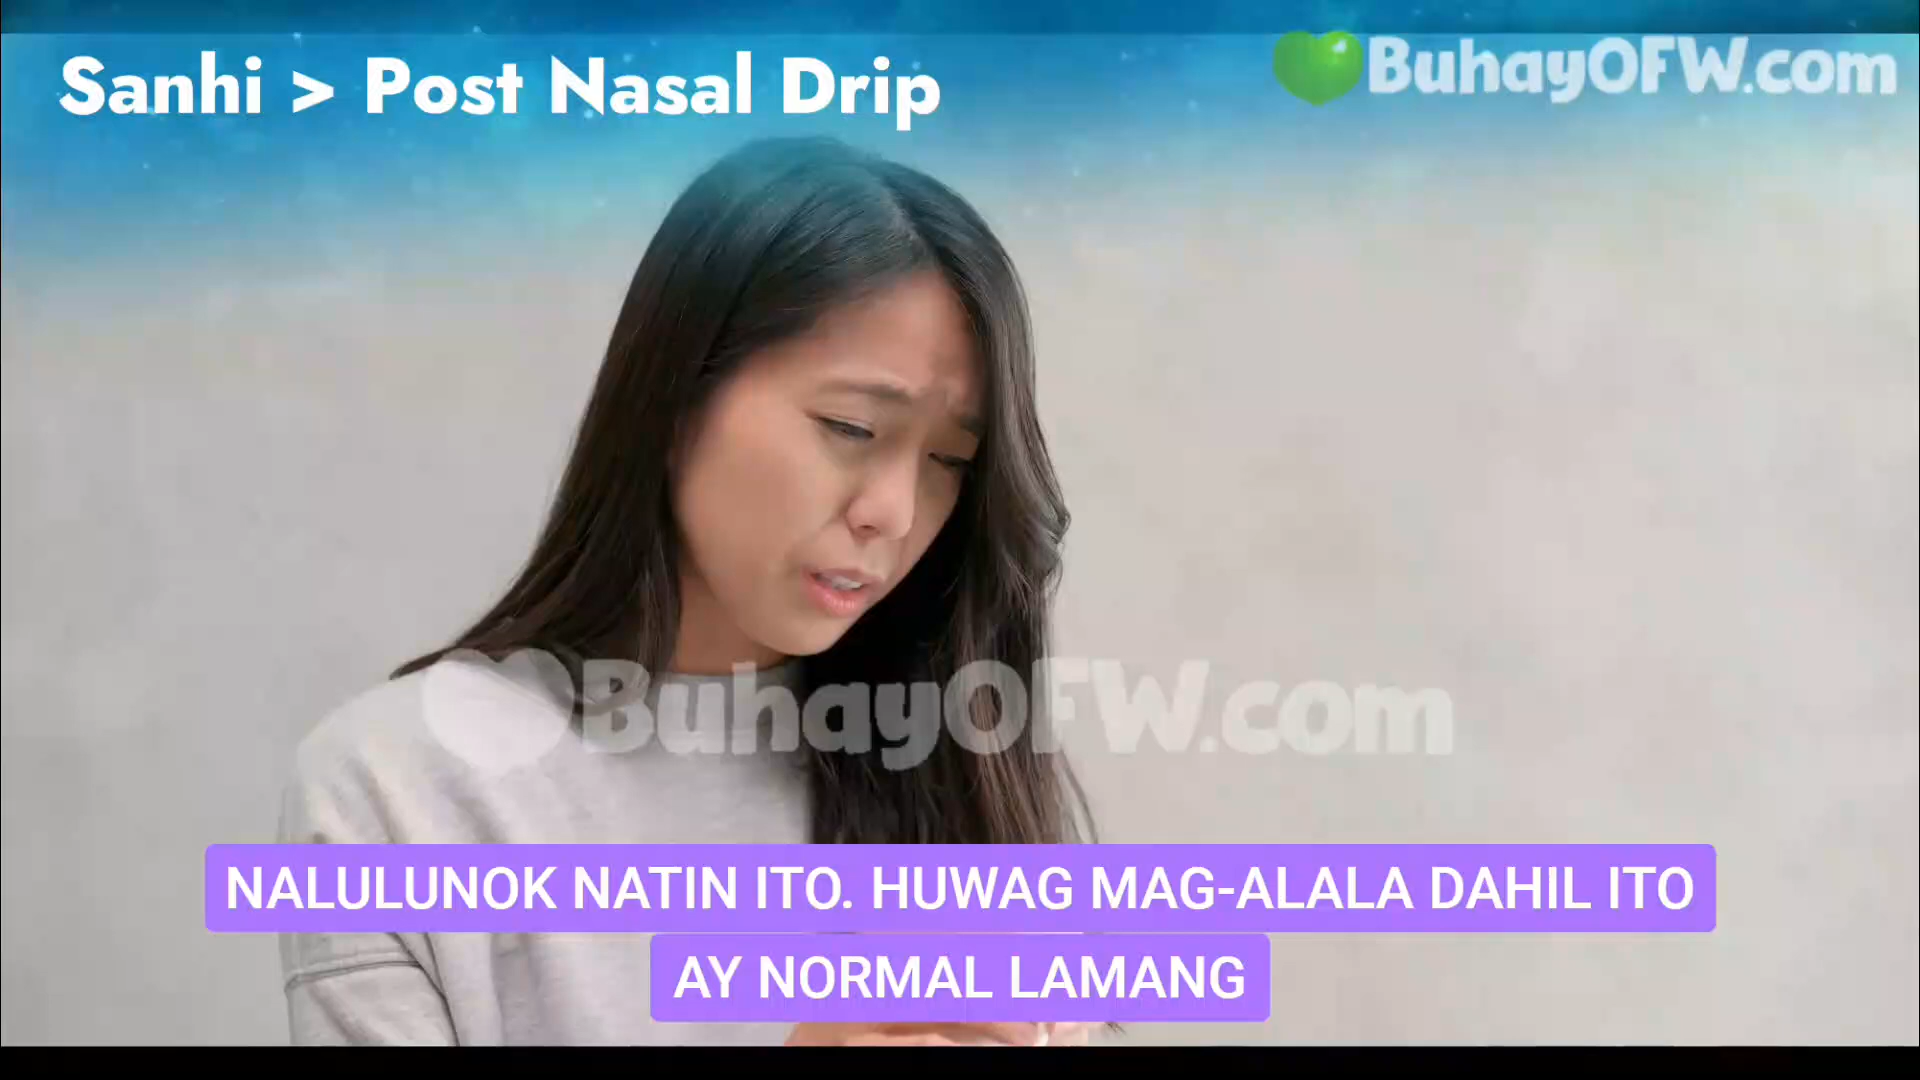 Sanhi > Post Nasal Drip
BuhayOFW.com
BuhayOFW.com
NALULUNOK NATIN ITO. HUWAG MAG-ALALA DAHIL ITO
AY NORMAL LAMANG